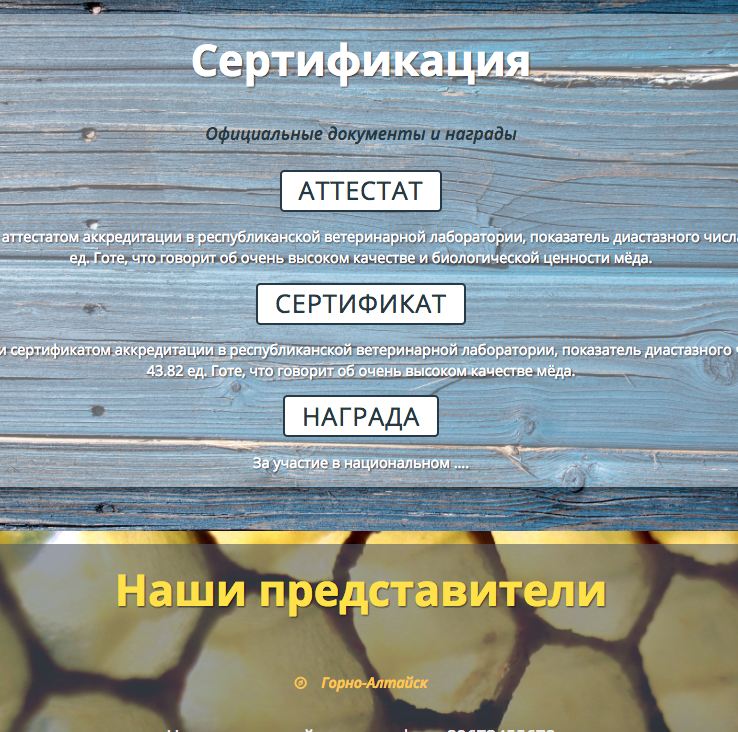 Сертификация
Официальные документы и награды
АТТЕСТАТ
аттестатом аккредитации в республиканской ветеринарной лаборатории, показатель диастазного числа
ед. Готе, что говорит об очень высоком качестве и биологической ценности мёда.
СЕРТИФИКАТ
и сертификатом аккредитации в республиканской ветеринарной лаборатории, показатель диастазного
43.82 ед. Готе, что говорит об очень высоком качестве мёда.
НАГРАДА
За участие в национальном ....
Наши представители
Горно-Алтайск